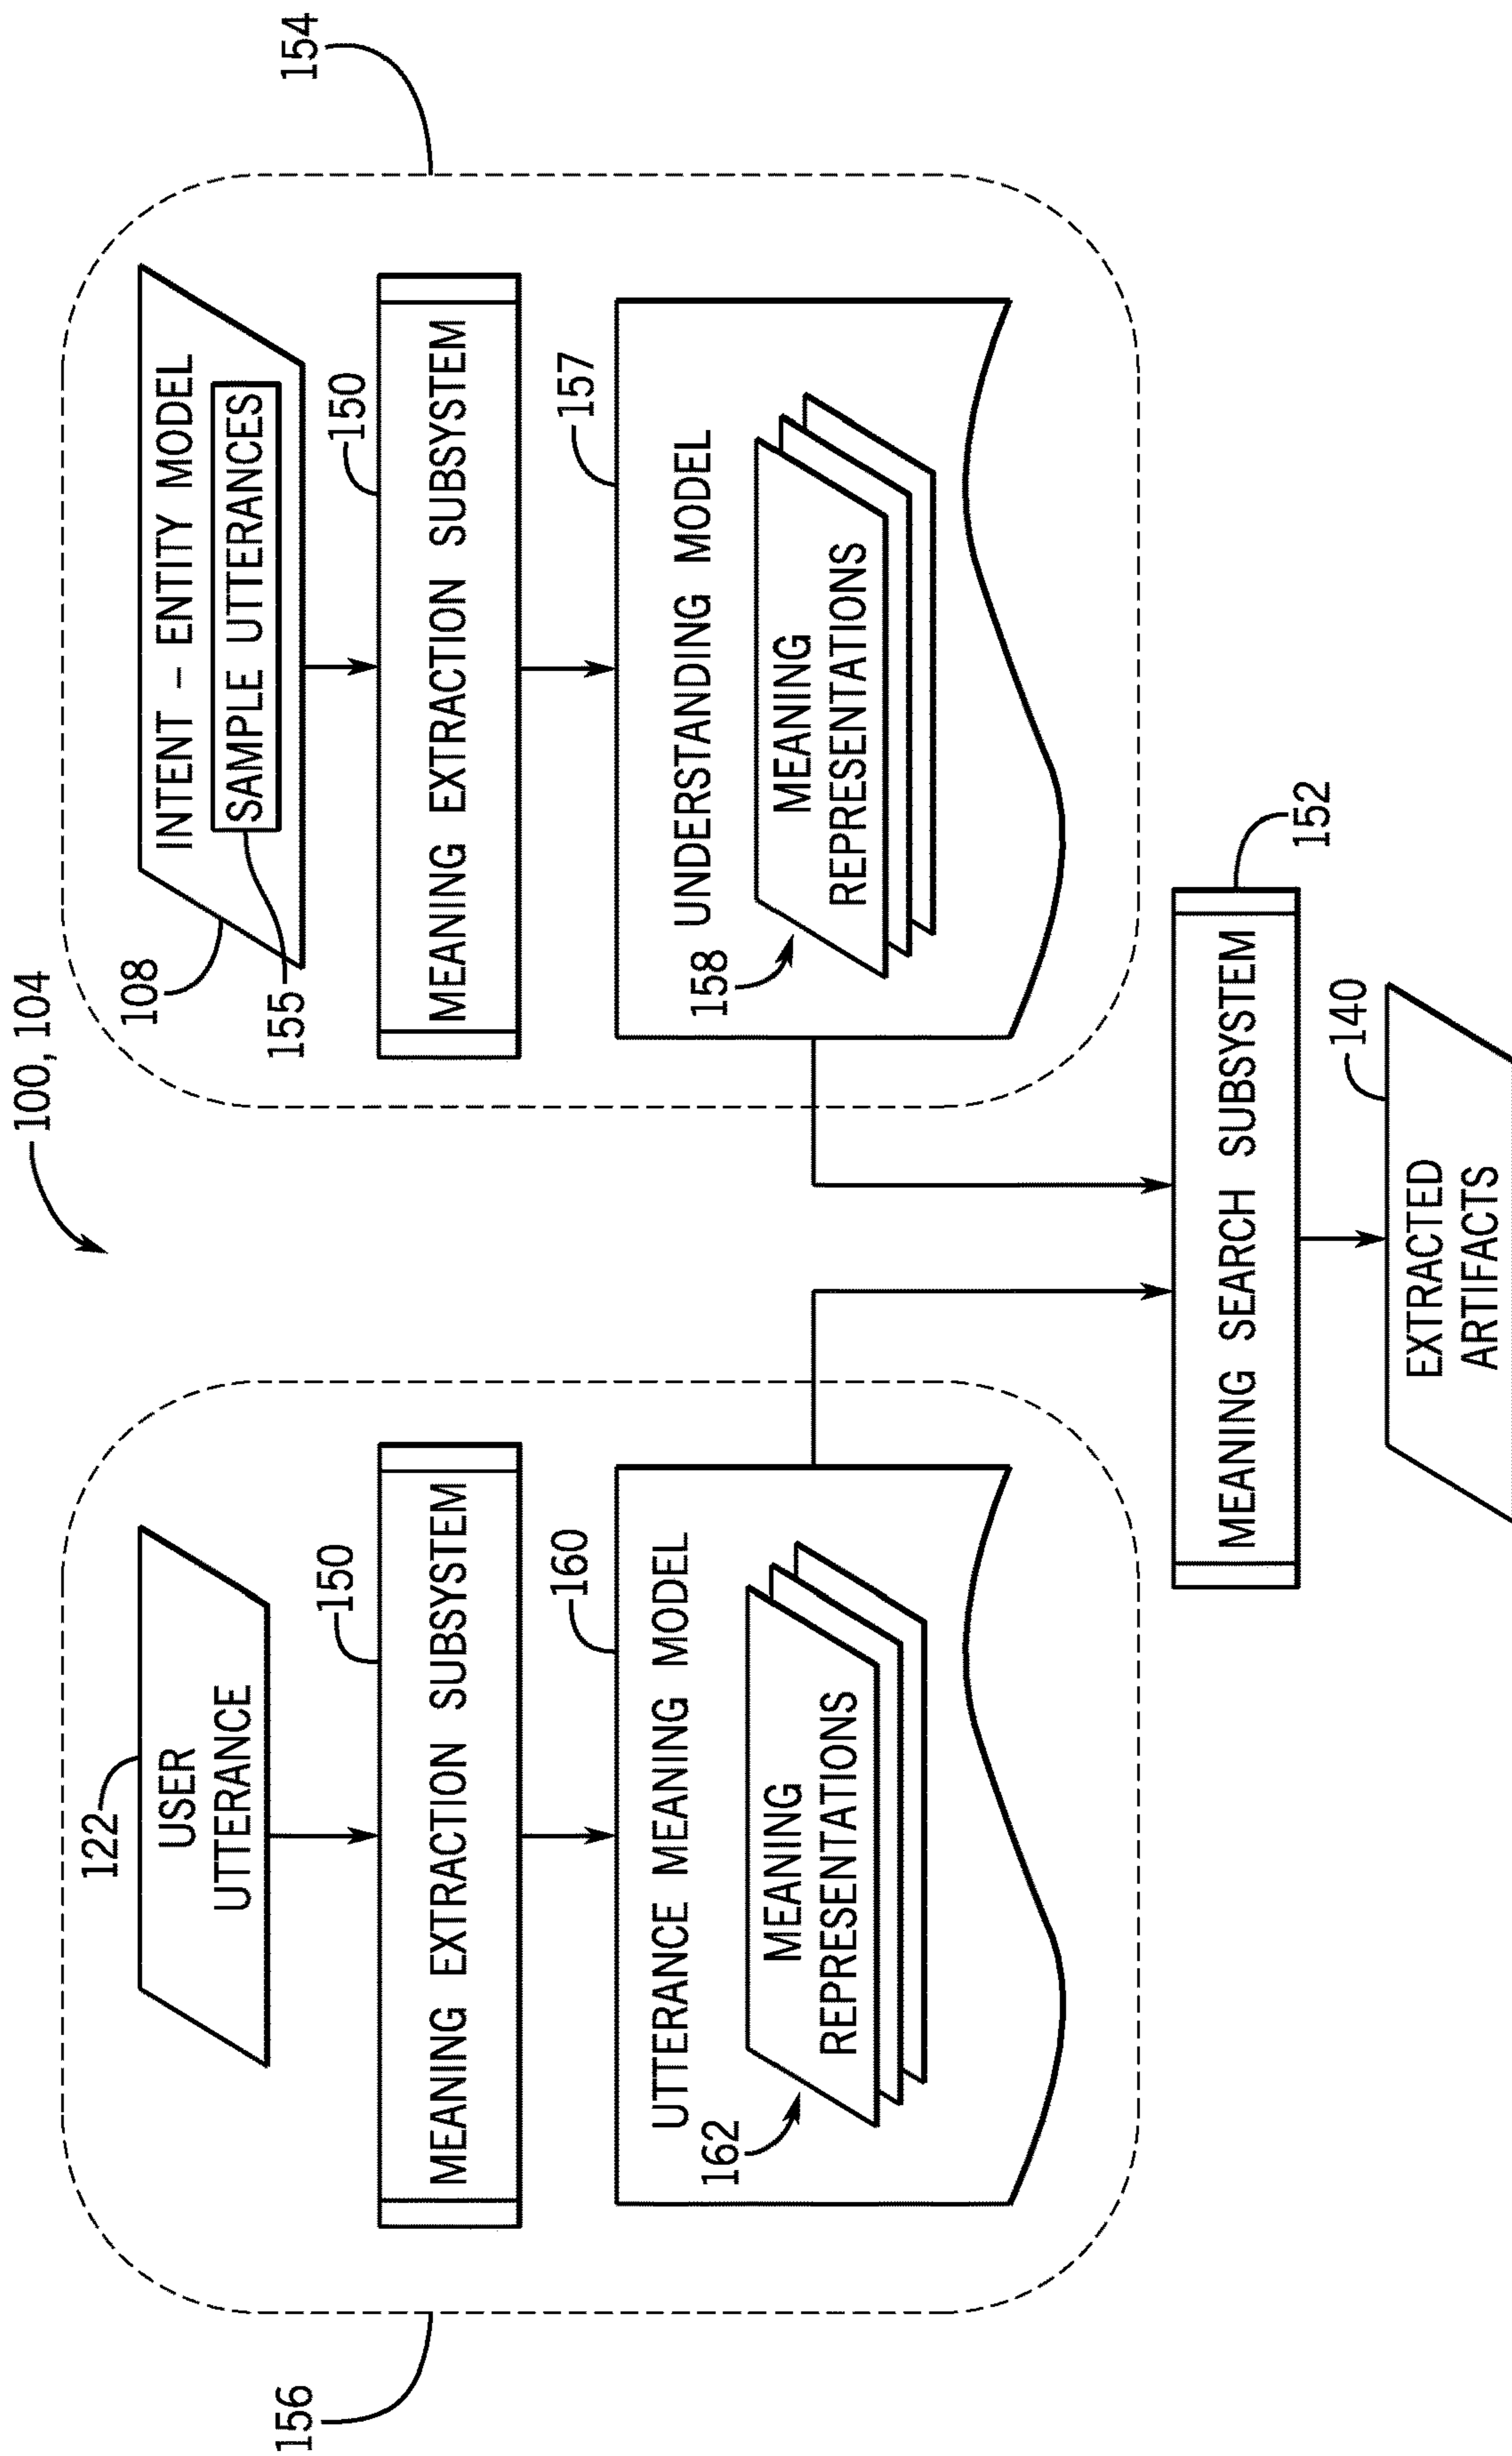 100, 104
156
122
USER
UTTERANCE
150
MEANING EXTRACTION SUBSYSTEM
160
UTTERANCE MEANING MODEL
162
MEANING
REPRESENTATIONS
154
108
INTENT – ENTITY MODEL
155
SAMPLE UTTERANCES
150
MEANING EXTRACTION SUBSYSTEM
157
UNDERSTANDING MODEL
158
MEANING
REPRESENTATIONS
152
MEANING SEARCH SUBSYSTEM
140
EXTRACTED
ARTIFACTS